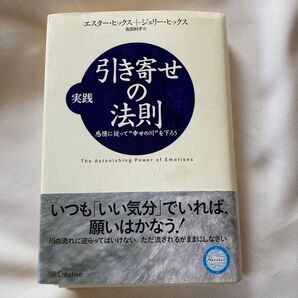 エスター・ヒックス+ジェリー・ヒックス
吉田利子=訳
実践
引き寄せ
の
法則
感情に従って“幸せの川”を下ろう
The Astonishing Power of Emotions
いつも「いい気分」でいれば、
願いはかなう!
川の流れに逆らってはいけない。ただ流されるがままにしなさい
SB Creative